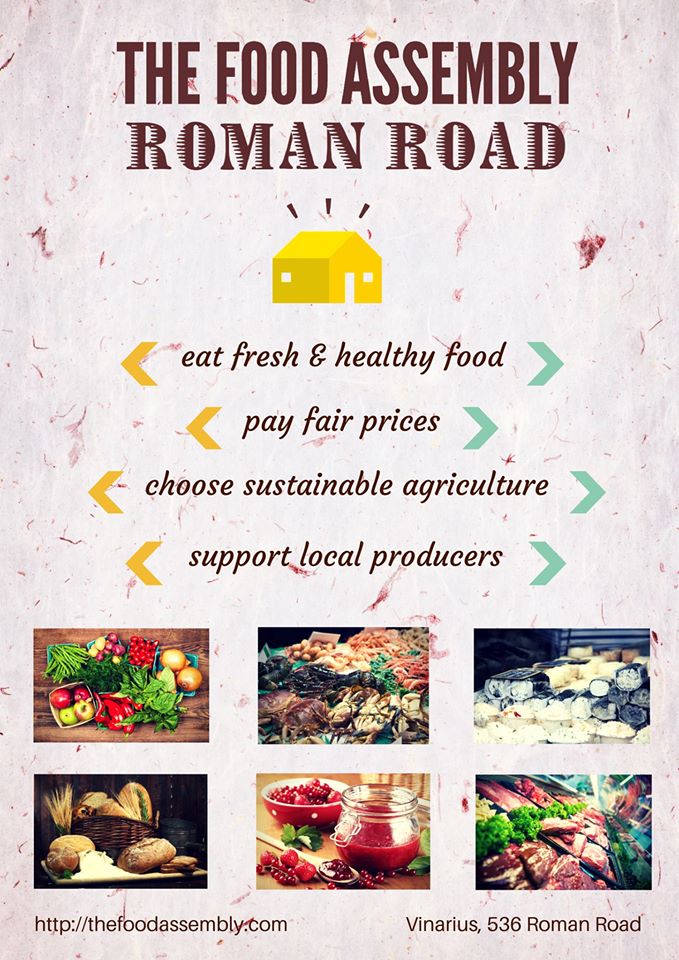 THE FOOD ASSEMBLY
ROMAN ROAD
eat fresh & healthy food
pay fair prices
choose sustainable agriculture
support local producers
http://thefoodassembly.com
Vinarius, 536 Roman Road